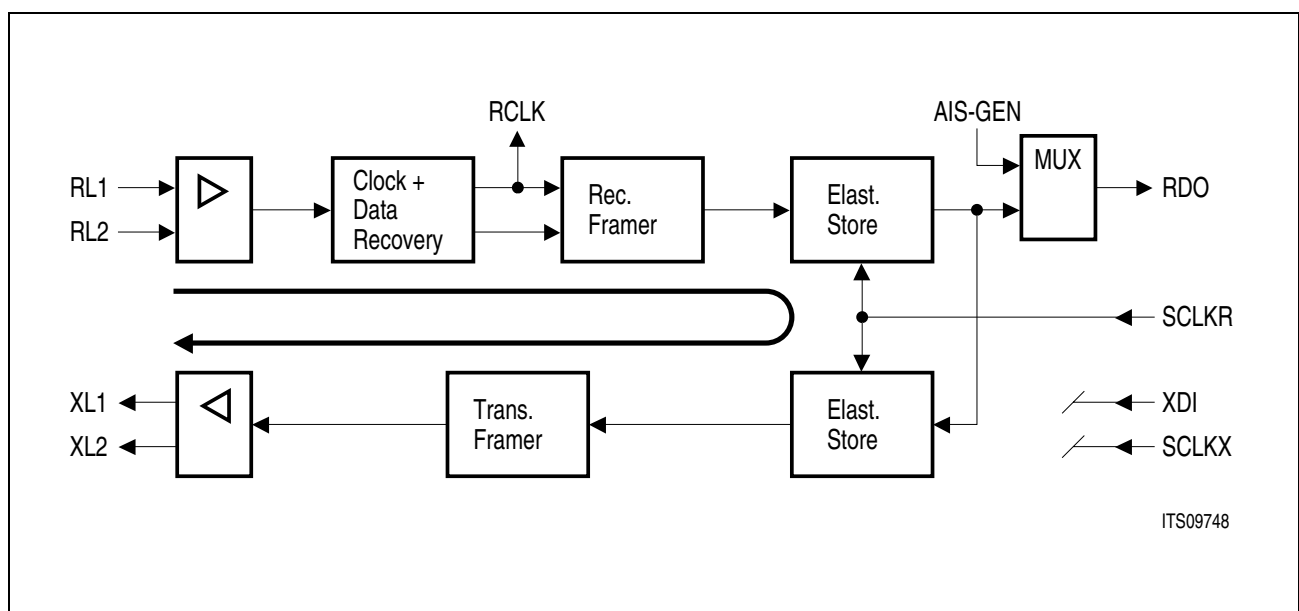 RCLK
AIS-GEN
MUX
RL1
RL2
Clock +
Data
Recovery
Rec.
Framer
Elast.
Store
RDO
SCLKR
XL1
XL2
Trans.
Framer
Elast.
Store
XDI
SCLKX
ITS09748